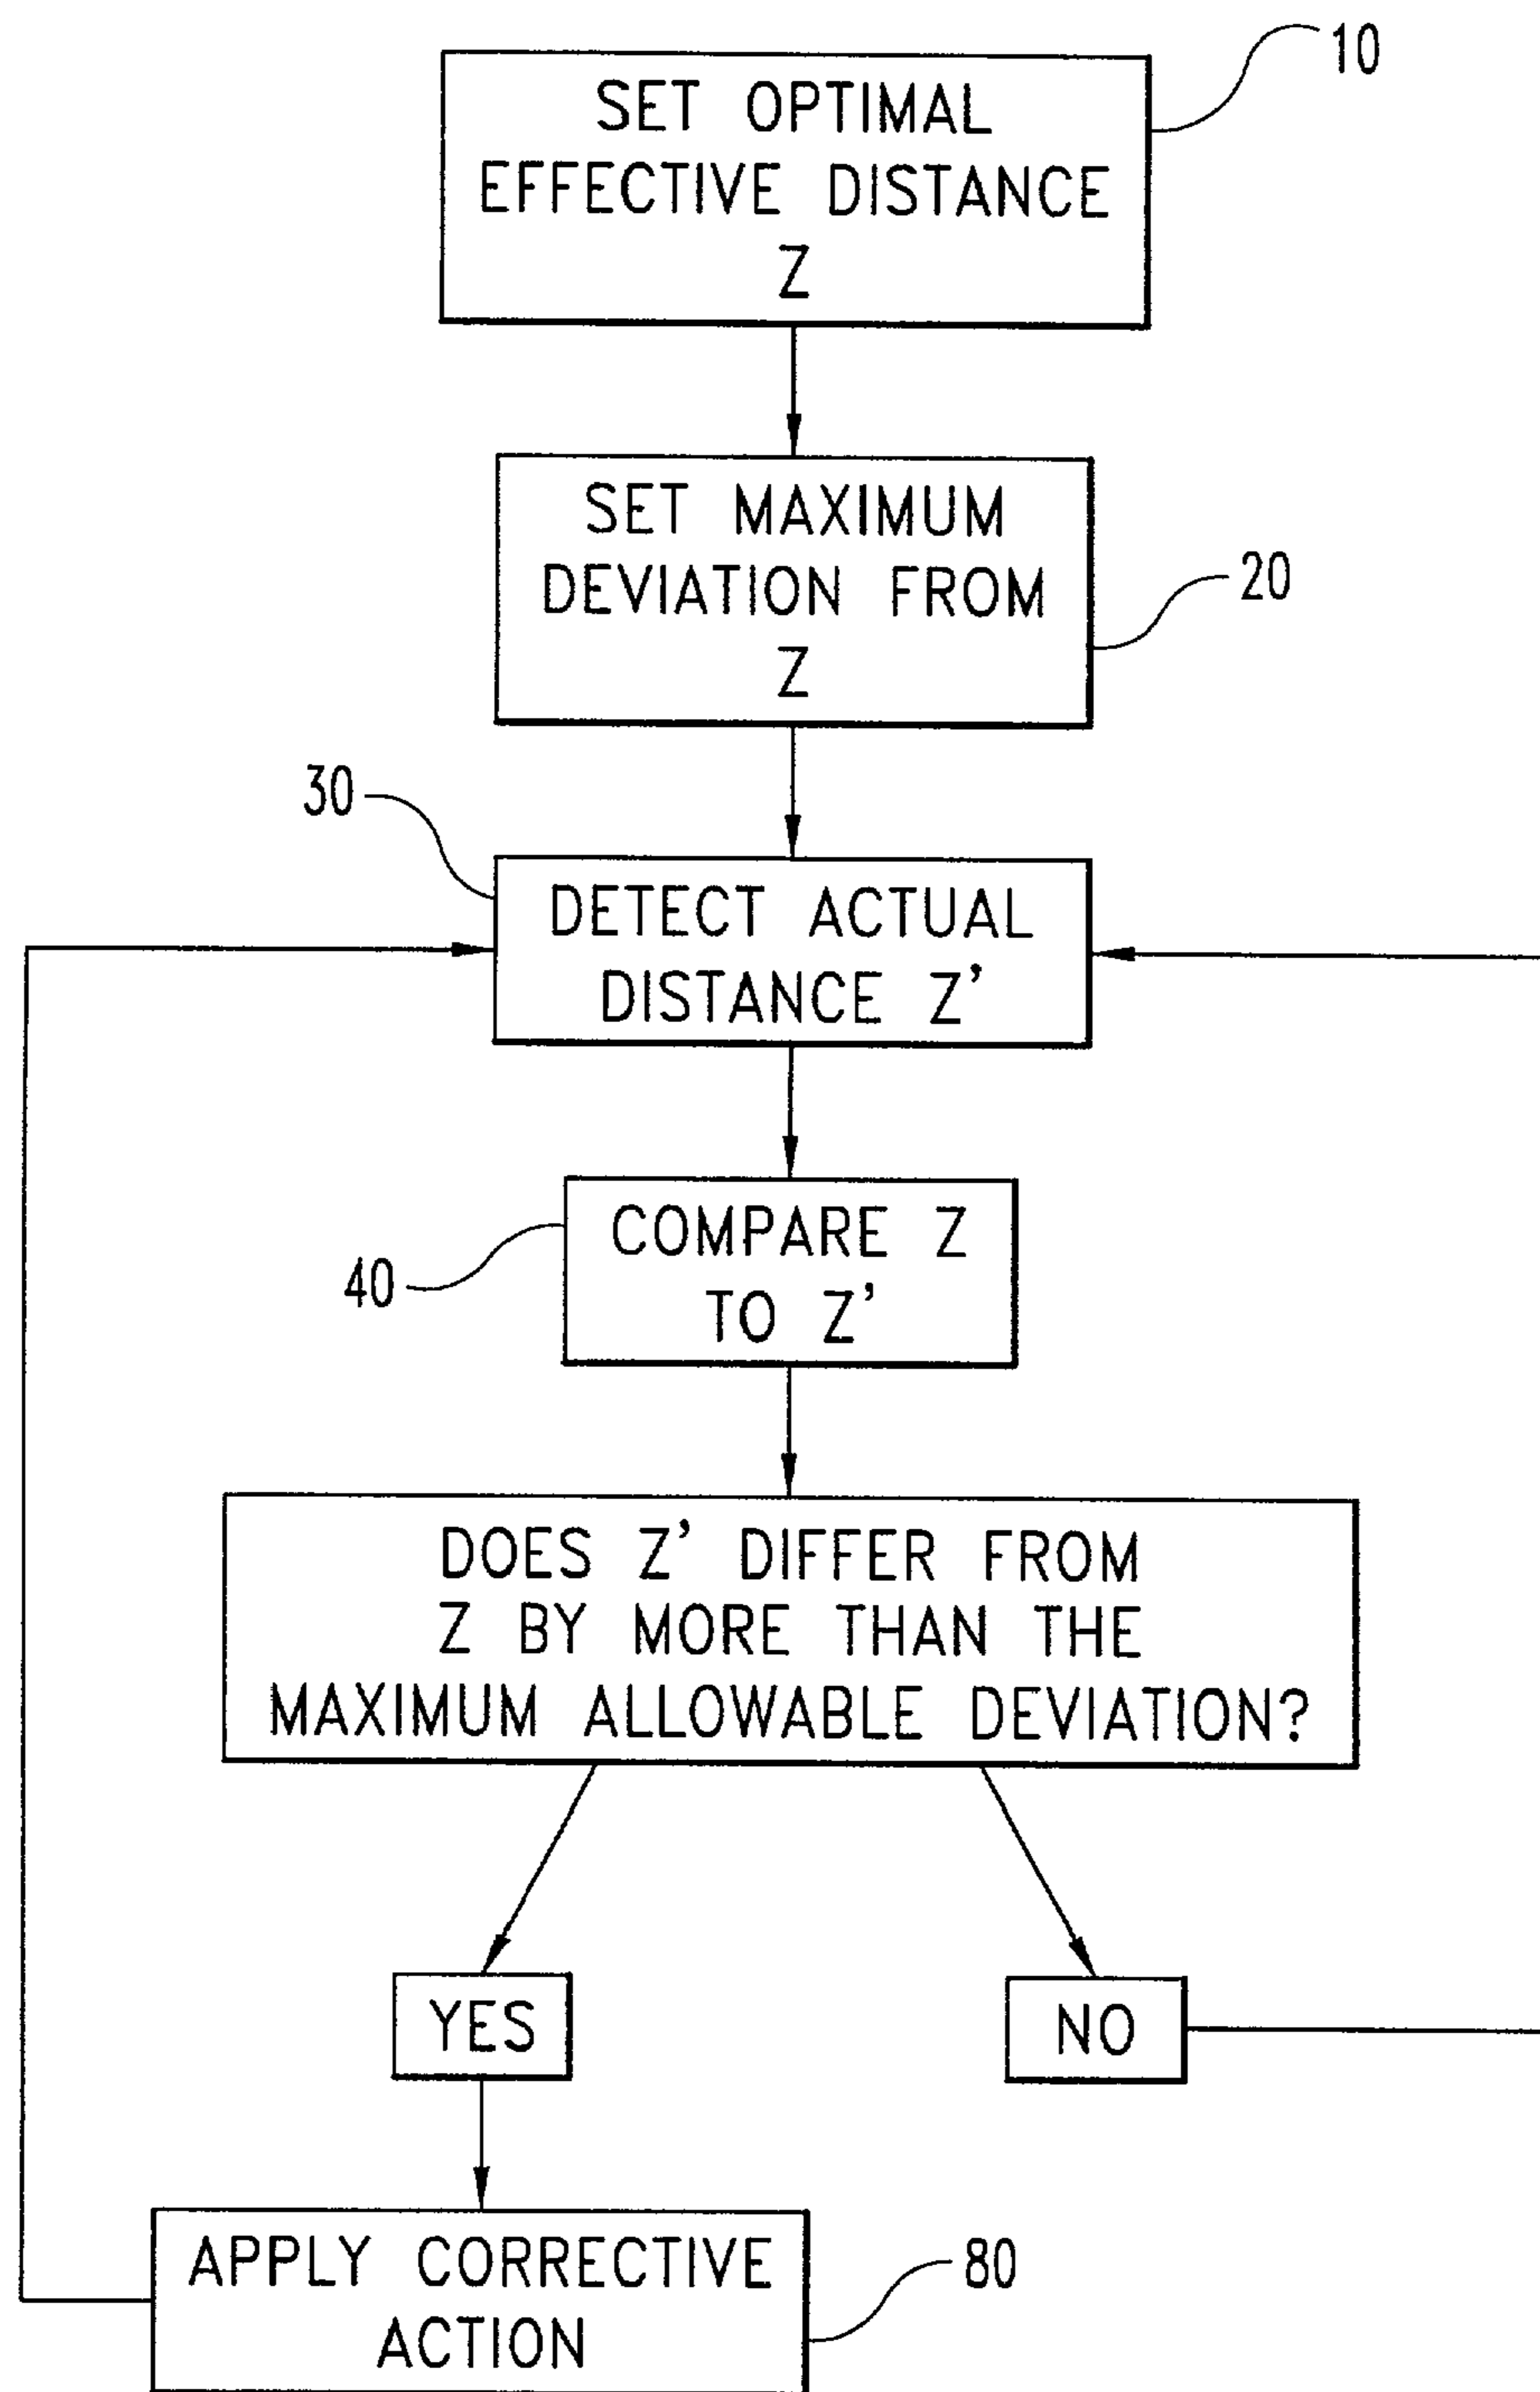 10
SET OPTIMAL
EFFECTIVE DISTANCE
Z
SET MAXIMUM
DEVIATION FROM
Z
20
30
DETECT ACTUAL
DISTANCE Z'
COMPARE Z
TO Z'
40
DOES Z' DIFFER FROM
Z BY MORE THAN THE
MAXIMUM ALLOWABLE DEVIATION?
YES
NO
APPLY CORRECTIVE
ACTION
80